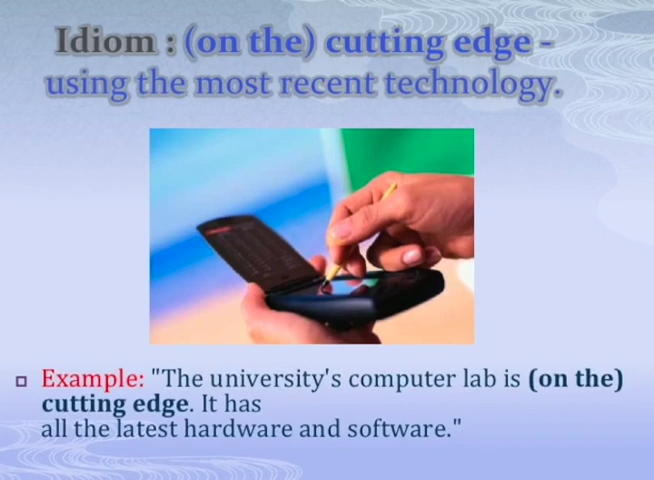 Idiom : (on the) cutting edge -
using the most recent technology.
Example: "The university's computer lab is (on the)
cutting edge. It has
all the latest hardware and software."